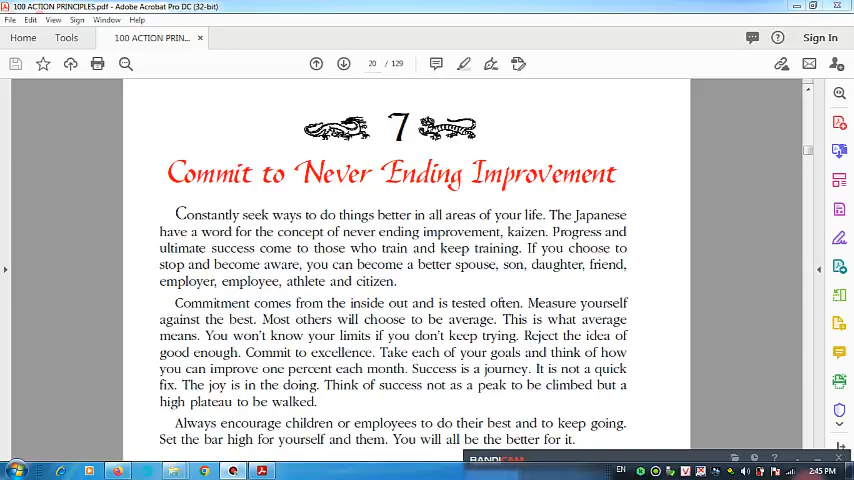 100 ACTION PRINCIPLES.pdf - Adobe Acrobat Pro DC (32-bit)
File Edit View Sign Window Help
Home Tools 100 ACTION PRIN... × Sign In
20 / 129
7
Commit to Never Ending Improvement
Constantly seek ways to do things better in all areas of your life. The Japanese
have a word for the concept of never ending improvement, kaizen. Progress and
ultimate success come to those who train and keep training. If you choose to
stop and become aware, you can become a better spouse, son, daughter, friend,
employer, employee, athlete and citizen.
Commitment comes from the inside out and is tested often. Measure yourself
against the best. Most others will choose to be average. This is what average
means. You won't know your limits if you don't keep trying. Reject the idea of
good enough. Commit to excellence. Take each of your goals and think of how
you can improve one percent each month. Success is a journey. It is not a quick
fix. The joy is in the doing. Think of success not as a peak to be climbed but a
high plateau to be walked.
Always encourage children or employees to do their best and to keep going.
Set the bar high for yourself and them. You will all be the better for it.
BANDICAM
EN 2:45 PM